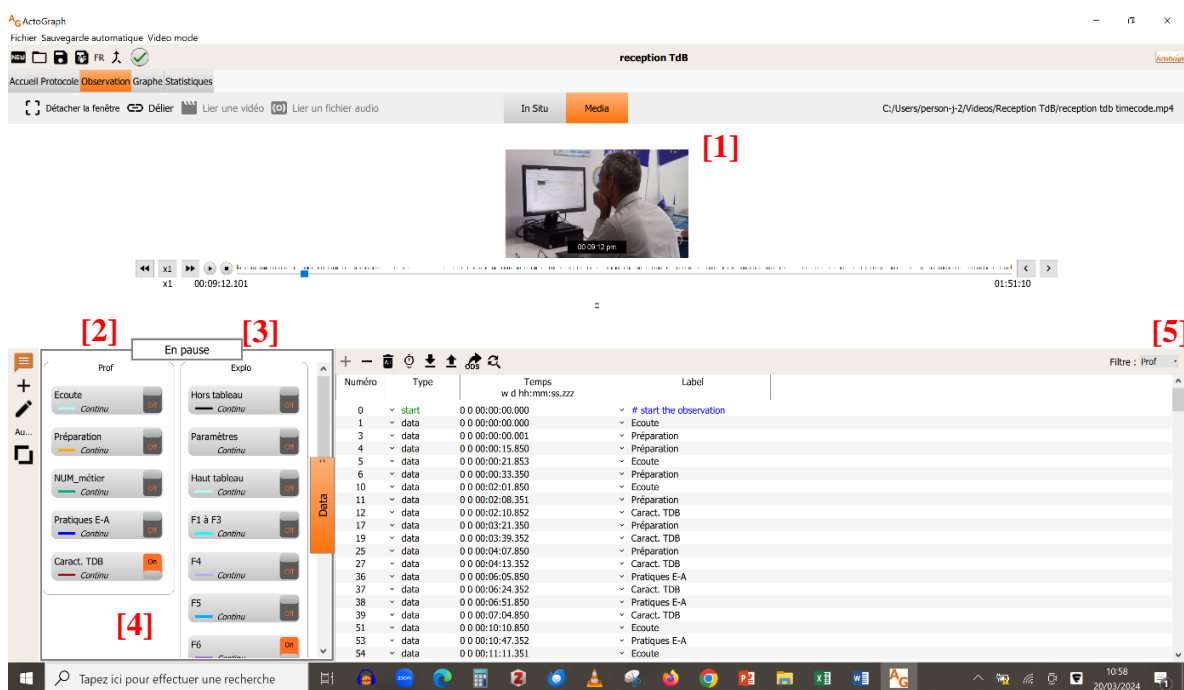 AG ActoGraph
Fichier Sauvegarde automatique Video mode
NEW FR reception TdB ActoGraph
Accueil Protocole Observation Graphe Statistiques
Détacher la fenêtre Délier Lier une vidéo Lier un fichier audio In Situ Media C:/Users/person-j-2/Videos/Reception TdB/reception tdb timecode.mp4
[1]
00 09 12 pm
x1
x1 00:09:12.101 01:51:10
[2] [3] [5]
En pause
Prof Explo
Filtre : Prof
Numéro Type Temps Label
w d hh:mm:ss.zzz
Au...
Ecoute Continu Off
Préparation Continu Off
NUM_métier Continu Off
Pratiques E-A Continu Off
Caract. TDB Continu On
[4]
Hors tableau Continu Off
Paramètres Continu Off
Haut tableau Continu Off
F1 à F3 Continu Off
F4 Continu Off
F5 Continu Off
F6 On
Data
ODS
0 start 0 0 00:00:00.000 # start the observation
1 data 0 0 00:00:00.000 Ecoute
3 data 0 0 00:00:00.001 Préparation
4 data 0 0 00:00:15.850 Préparation
5 data 0 0 00:00:21.853 Ecoute
6 data 0 0 00:00:33.350 Préparation
10 data 0 0 00:02:01.850 Ecoute
11 data 0 0 00:02:08.351 Préparation
12 data 0 0 00:02:10.852 Caract. TDB
17 data 0 0 00:03:21.350 Préparation
19 data 0 0 00:03:39.352 Caract. TDB
25 data 0 0 00:04:07.850 Préparation
27 data 0 0 00:04:13.352 Caract. TDB
36 data 0 0 00:06:05.850 Pratiques E-A
37 data 0 0 00:06:24.352 Caract. TDB
38 data 0 0 00:06:51.850 Pratiques E-A
39 data 0 0 00:07:04.850 Caract. TDB
51 data 0 0 00:10:10.850 Ecoute
53 data 0 0 00:10:47.352 Pratiques E-A
54 data 0 0 00:11:11.351 Ecoute
Tapez ici pour effectuer une recherche zoom Z AG 10:58
20/03/2024